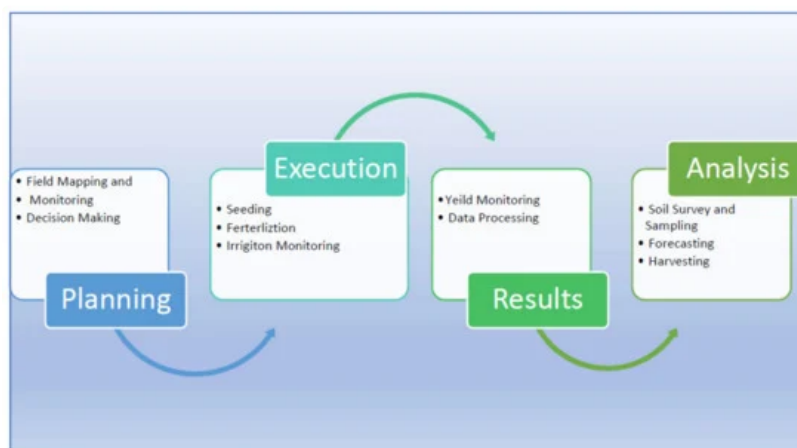 • Field Mapping and
• Monitoring
• Decision Making
Planning
Execution
• Seeding
• Ferterliztion
• Irrigiton Monitoring
•Yeild Monitoring
• Data Processing
Results
Analysis
• Soil Survey and
Sampling
• Forecasting
• Harvesting